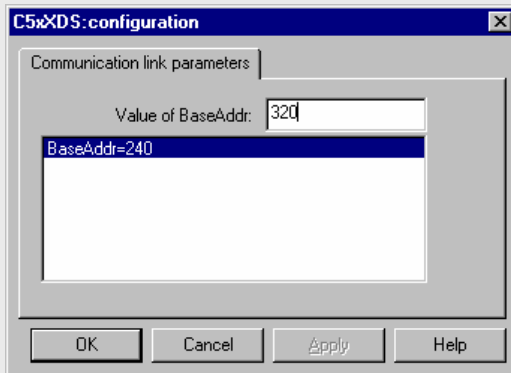 C5xXDS:configuration
Communication link parameters
Value of BaseAddr: 320
BaseAddr=240
OK Cancel Apply Help